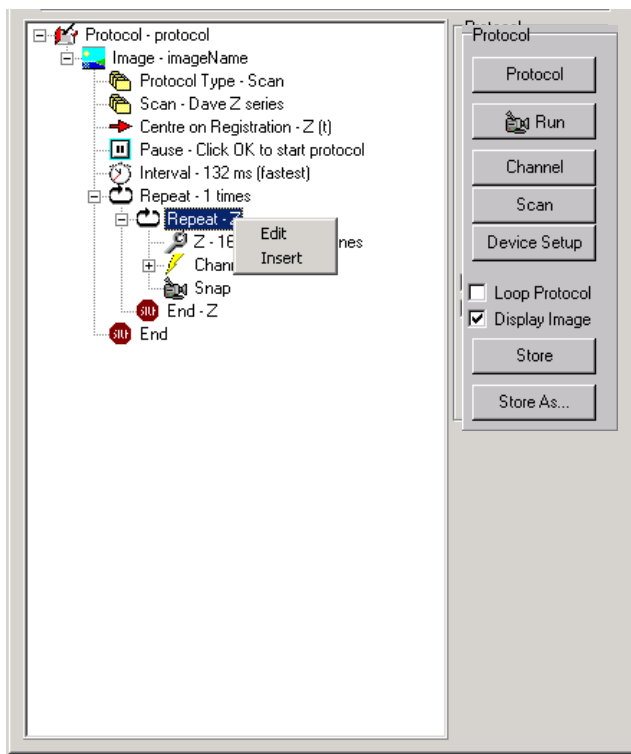 Protocol - protocol
Image - imageName
Protocol Type - Scan
Scan - Dave Z series
Centre on Registration - Z (t)
Pause - Click OK to start protocol
Interval - 132 ms (fastest)
Repeat - 1 times
Repeat - Z
Edit
Insert
Z - 16 nes
Chann
Snap
End - Z
End
Protocol
Protocol
Run
Channel
Scan
Device Setup
Loop Protocol
Display Image
Store
Store As...